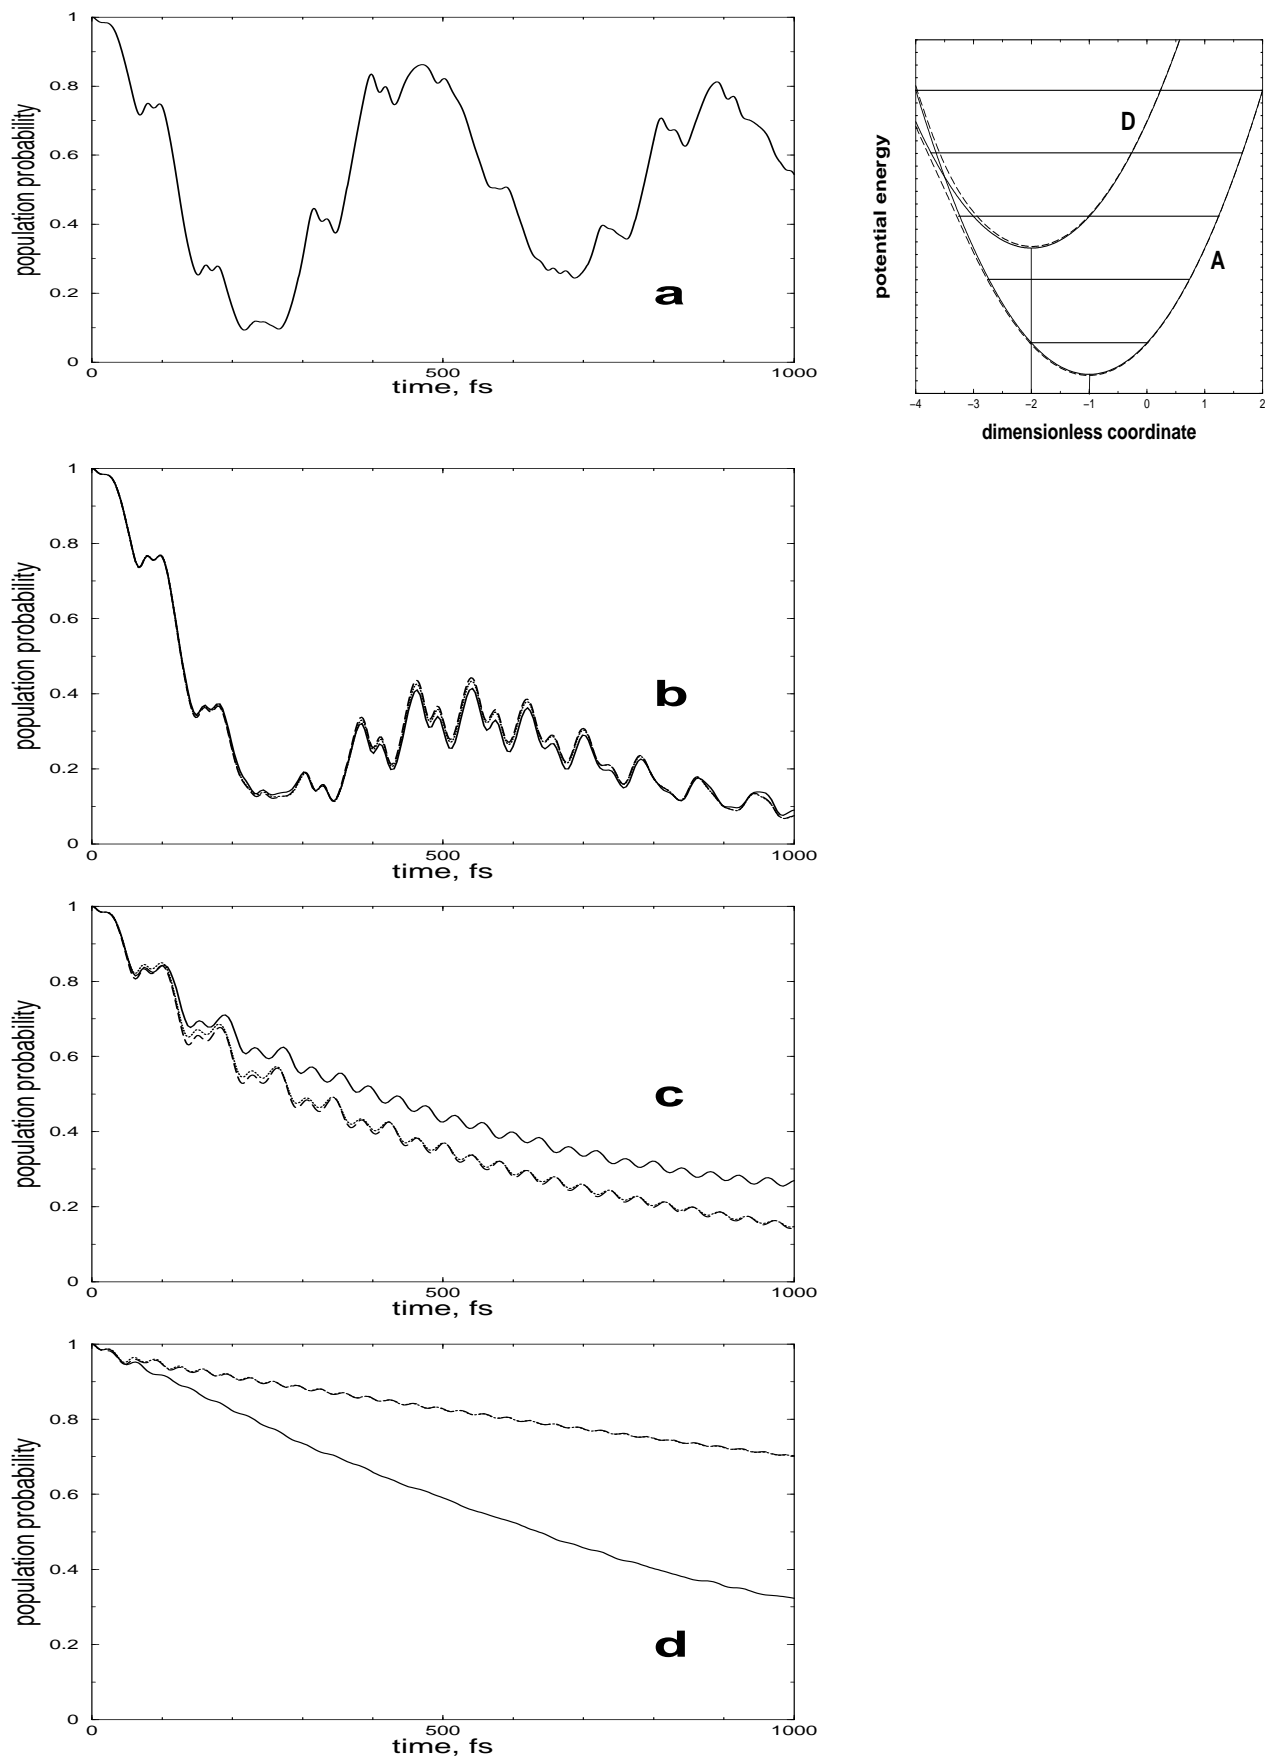 1
0.8
0.6
0.4
0.2
0
population probability
a
0 500 1000
time, fs
potential energy
D
A
−4 −3 −2 −1 0 1 2
dimensionless coordinate
1
0.8
0.6
0.4
0.2
0
population probability
b
0 500 1000
time, fs
1
0.8
0.6
0.4
0.2
0
population probability
c
0 500 1000
time, fs
1
0.8
0.6
0.4
0.2
0
population probability
d
0 500 1000
time, fs